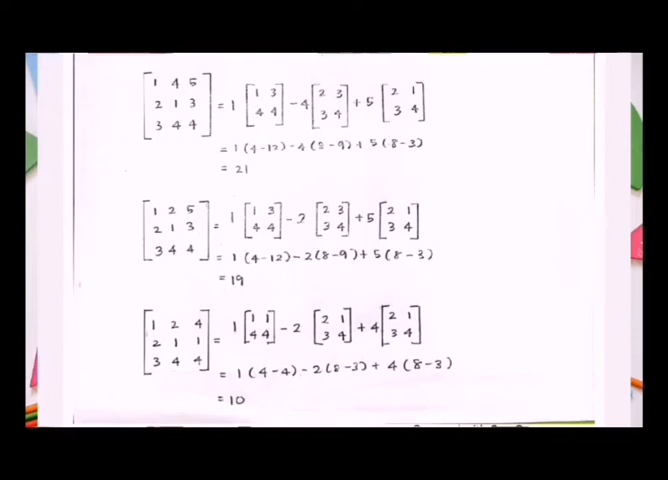 [1 4 5 = 1 [1 3 - 4 [2 3 + 5 [2 1
2 1 3 4 4] 3 4] 3 4]
3 4 4]
= 1(4-12) - 4(8-9) + 5(8-3)
= 21
[1 2 5 = 1 [1 3 - 2 [2 3 + 5 [2 1
2 1 3 4 4] 3 4] 3 4]
3 4 4]
= 1(4-12) - 2(8-9) + 5(8-3)
= 19
[1 2 4 = 1 [1 1 - 2 [2 1 + 4 [2 1
2 1 1 4 4] 3 4] 3 4]
3 4 4]
= 1(4-4) - 2(8-3) + 4(8-3)
= 10